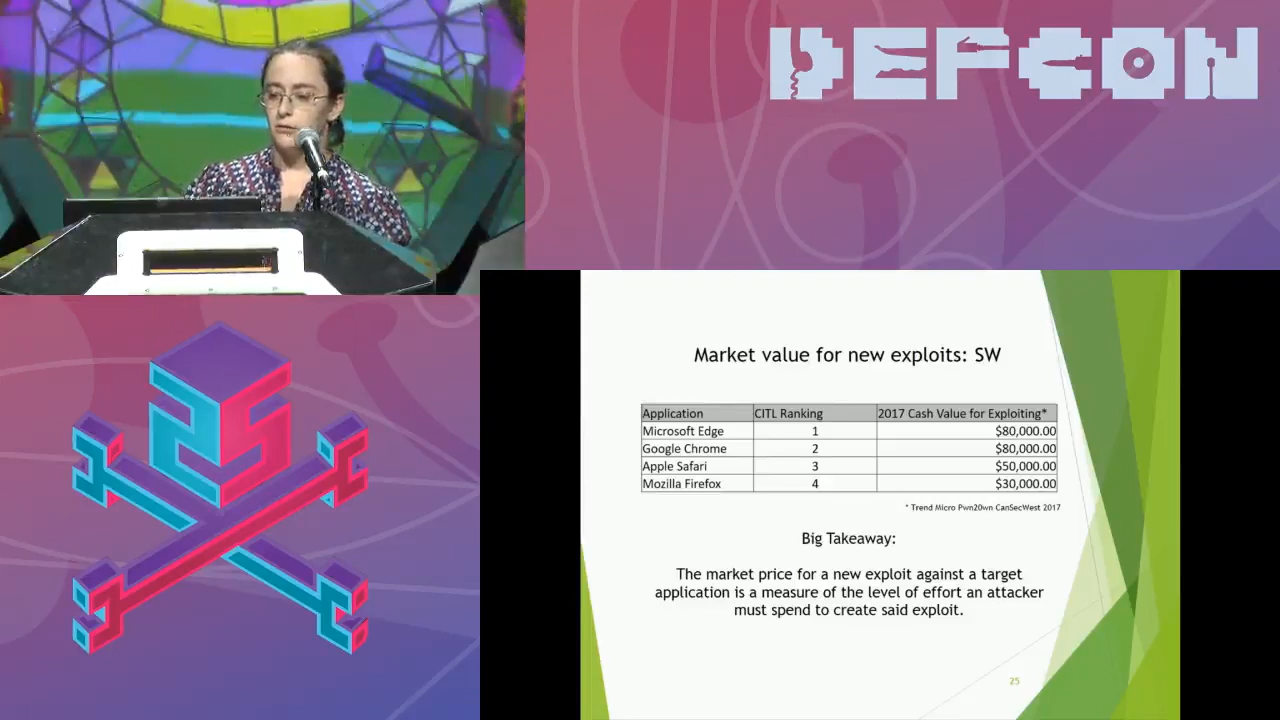 DEFCON
25
Market value for new exploits: SW
Application CITL Ranking 2017 Cash Value for Exploiting*
Microsoft Edge 1 $80,000.00
Google Chrome 2 $80,000.00
Apple Safari 3 $50,000.00
Mozilla Firefox 4 $30,000.00
* Trend Micro Pwn2Own CanSecWest 2017
Big Takeaway:
The market price for a new exploit against a target
application is a measure of the level of effort an attacker
must spend to create said exploit.
25